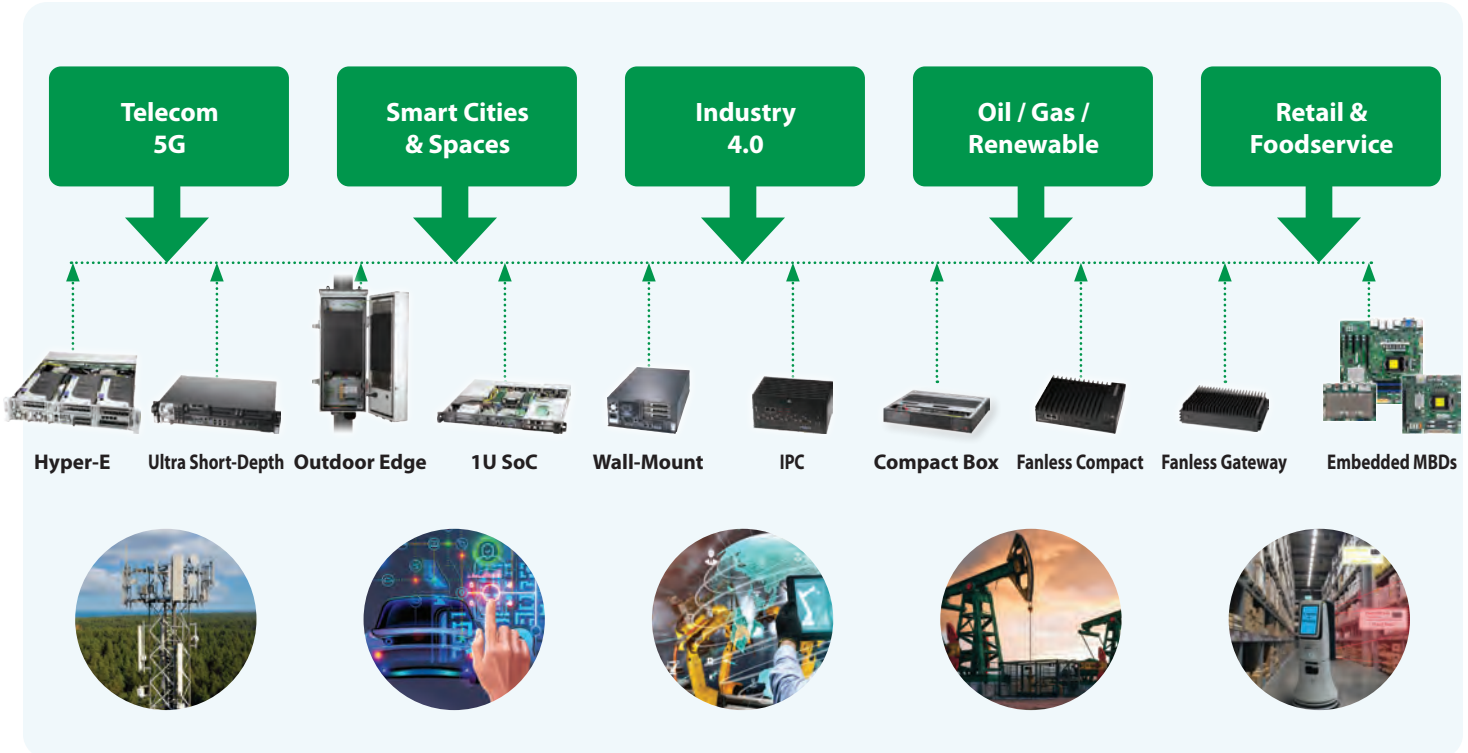 Telecom
5G
Smart Cities
& Spaces
Industry
4.0
Oil / Gas /
Renewable
Retail &
Foodservice
Hyper-E
Ultra Short-Depth
Outdoor Edge
1U SoC
Wall-Mount
IPC
Compact Box
Fanless Compact
Fanless Gateway
Embedded MBDs